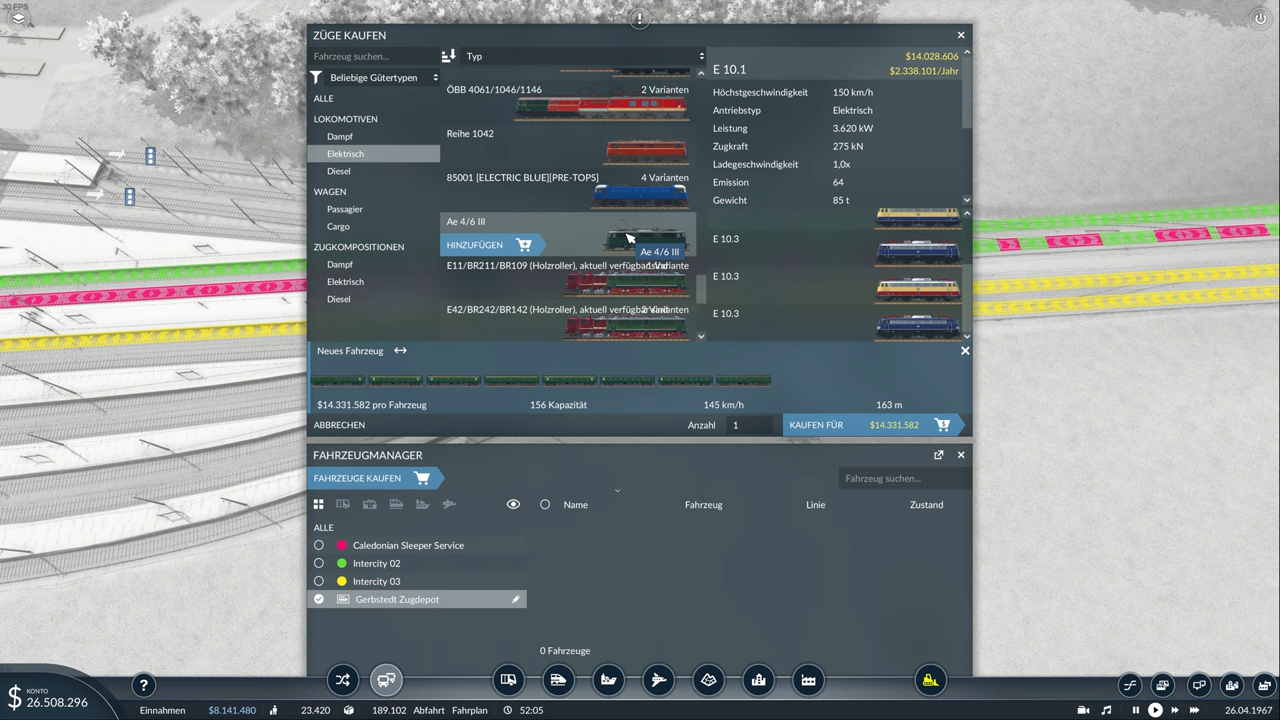 30 FPS
ZÜGE KAUFEN
Fahrzeug suchen...
Typ
Beliebige Gütertypen
ALLE
LOKOMOTIVEN
Dampf
Elektrisch
Diesel
WAGEN
Passagier
Cargo
ZUGKOMPOSITIONEN
Dampf
Elektrisch
Diesel
ÖBB 4061/1046/1146 2 Varianten
Reihe 1042
85001 [ELECTRIC BLUE][PRE-TOPS] 4 Varianten
Ae 4/6 III
HINZUFÜGEN
Ae 4/6 III
E11/BR211/BR109 (Holzroller), aktuell verfügbar
E42/BR242/BR142 (Holzroller), aktuell verfügbar
$14.028.606
E 10.1 $2.338.101/Jahr
Höchstgeschwindigkeit 150 km/h
Antriebstyp Elektrisch
Leistung 3.620 kW
Zugkraft 275 kN
Ladegeschwindigkeit 1,0x
Emission 64
Gewicht 85 t
E 10.3
E 10.3
E 10.3
Neues Fahrzeug
$14.331.582 pro Fahrzeug 156 Kapazität 145 km/h 163 m
ABBRECHEN Anzahl 1 KAUFEN FÜR $14.331.582
FAHRZEUGMANAGER
FAHRZEUGE KAUFEN Fahrzeug suchen...
Name Fahrzeug Linie Zustand
ALLE
Caledonian Sleeper Service
Intercity 02
Intercity 03
Gerbstedt Zugdepot
0 Fahrzeuge
$ KONTO
26.508.296
?
Einnahmen $8.141.480 23.420 189.102 Abfahrt Fahrplan 52:05 26.04.1967